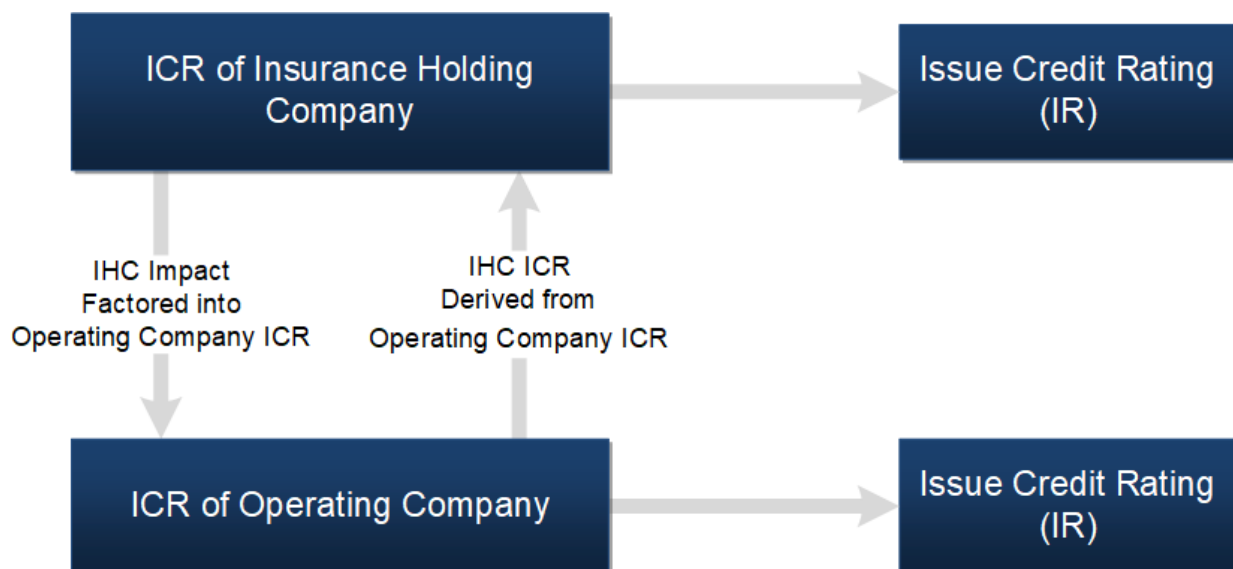 ICR of Insurance Holding
Company
Issue Credit Rating
(IR)
IHC Impact
Factored into
Operating Company ICR
IHC ICR
Derived from
Operating Company ICR
ICR of Operating Company
Issue Credit Rating
(IR)